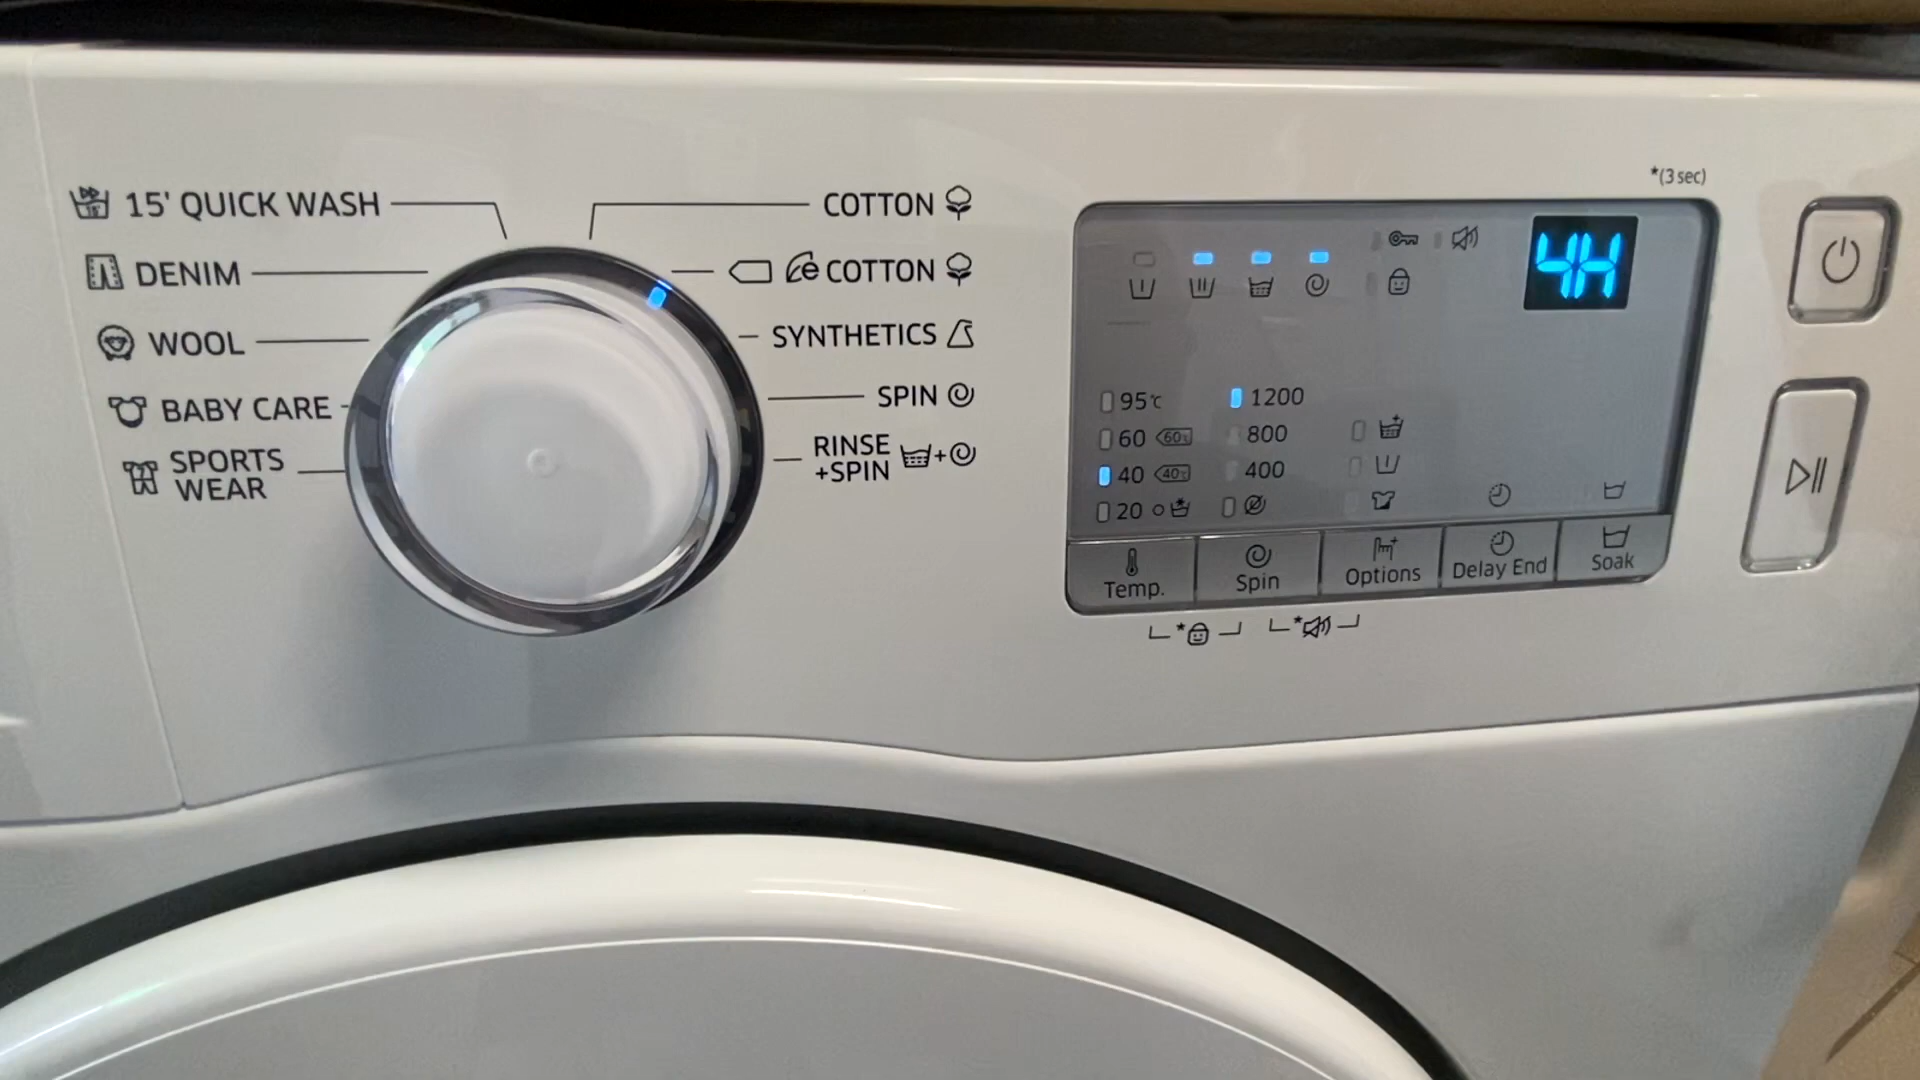 15' QUICK WASH
DENIM
WOOL
BABY CARE
SPORTS
WEAR
COTTON
e COTTON
SYNTHETICS
SPIN
RINSE
+SPIN
+
*(3 sec)
4H
95℃
60 60℃
40 40℃
20
1200
800
400
Temp.
Spin
Options
Delay End
Soak
*
*